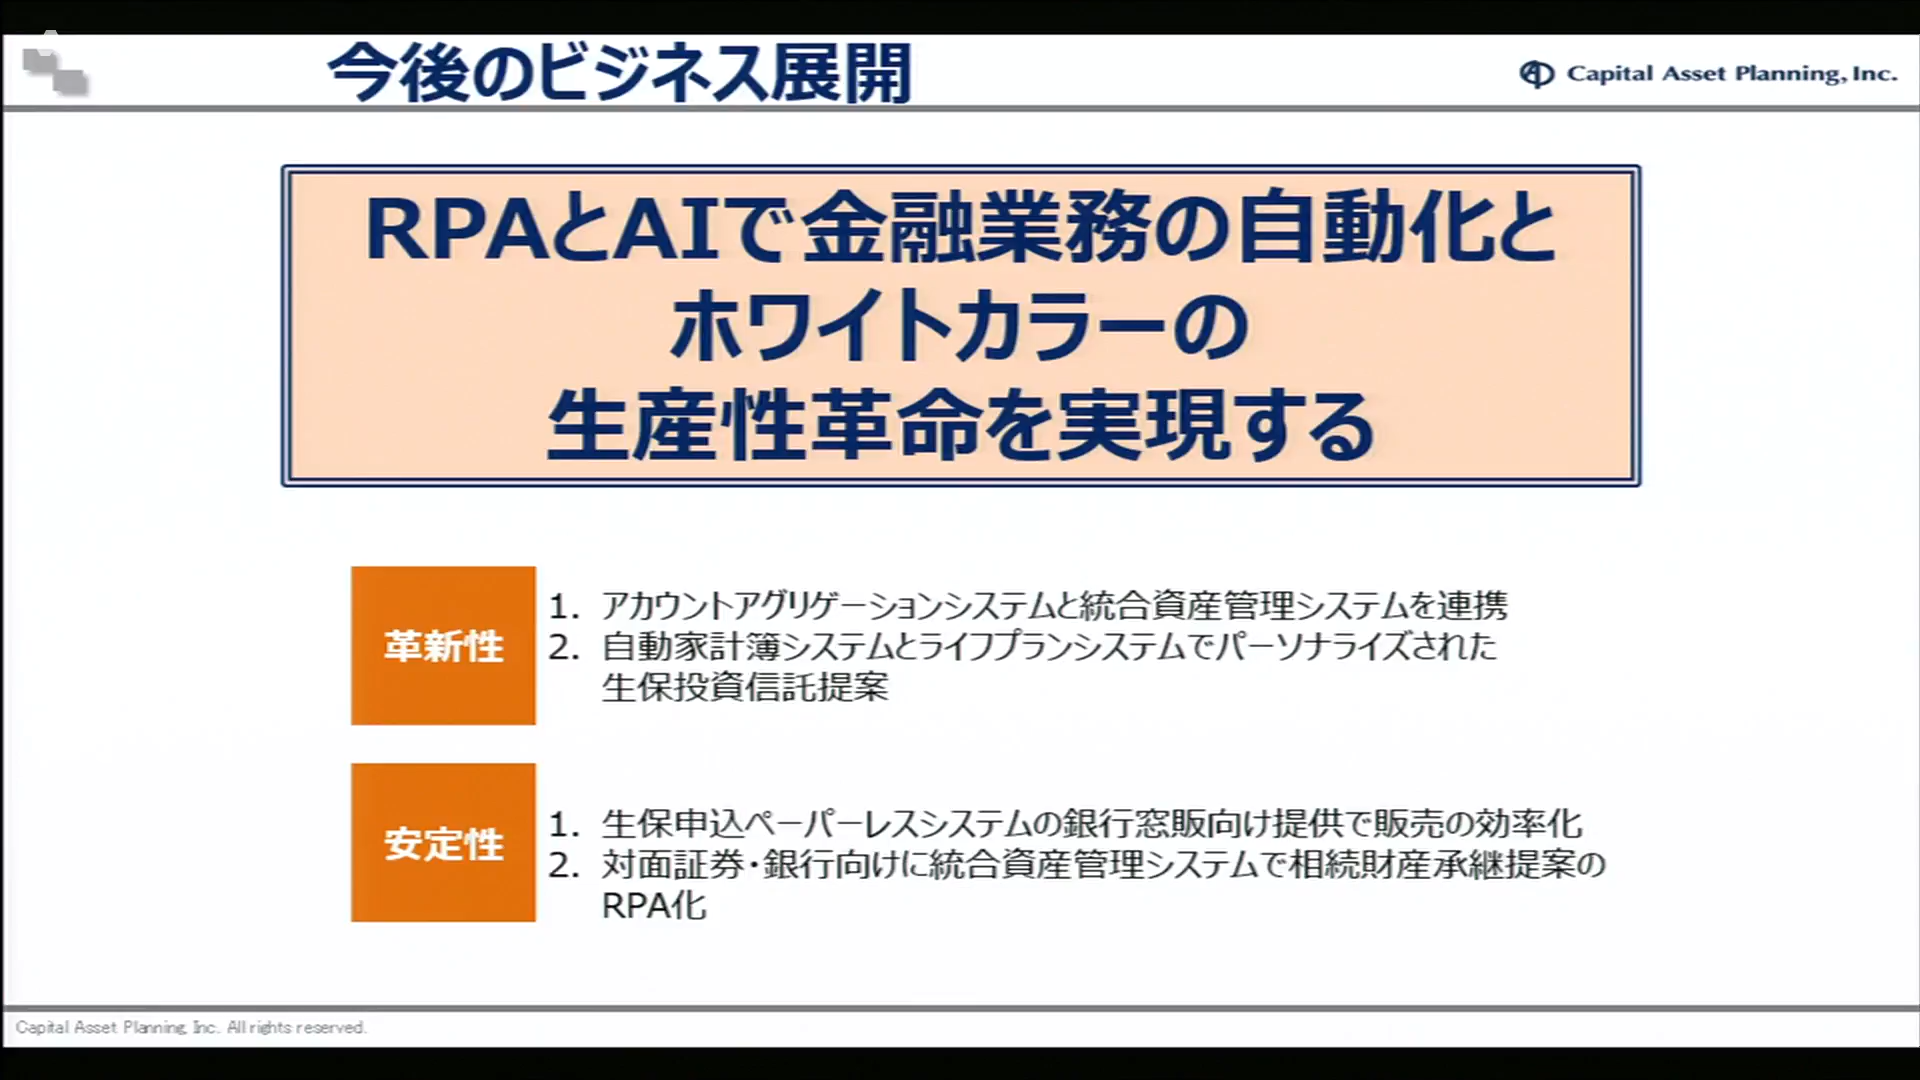 今後のビジネス展開
Capital Asset Planning, Inc.
RPAとAIで金融業務の自動化と
ホワイトカラーの
生産性革命を実現する
革新性
1. アカウントアグリゲーションシステムと統合資産管理システムを連携
2. 自動家計簿システムとライフプランシステムでパーソナライズされた
生保投資信託提案
安定性
1. 生保申込ペーパーレスシステムの銀行窓販向け提供で販売の効率化
2. 対面証券・銀行向けに統合資産管理システムで相続財産承継提案の
RPA化
Capital Asset Planning, Inc. All rights reserved.